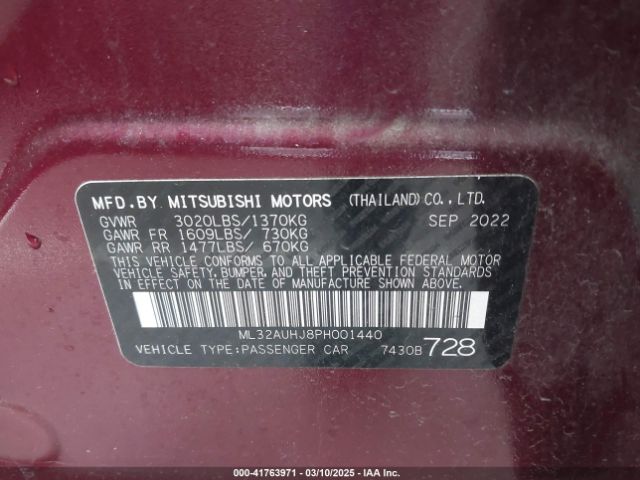 MFD.BY MITSUBISHI MOTORS (THAILAND)CO.,LTD.
GVWR 3020LBS/1370KG SEP 2022
GAWR FR 1609LBS/ 730KG
GAWR RR 1477LBS/ 670KG
THIS VEHICLE CONFORMS TO ALL APPLICABLE FEDERAL MOTOR
VEHICLE SAFETY, BUMPER, AND THEFT PREVENTION STANDARDS
IN EFFECT ON THE DATE OF MANUFACTURE SHOWN ABOVE.
ML32AUHJ8PH001440
VEHICLE TYPE:PASSENGER CAR 7430B 728
000-41763971 — 03/10/2025 — IAA